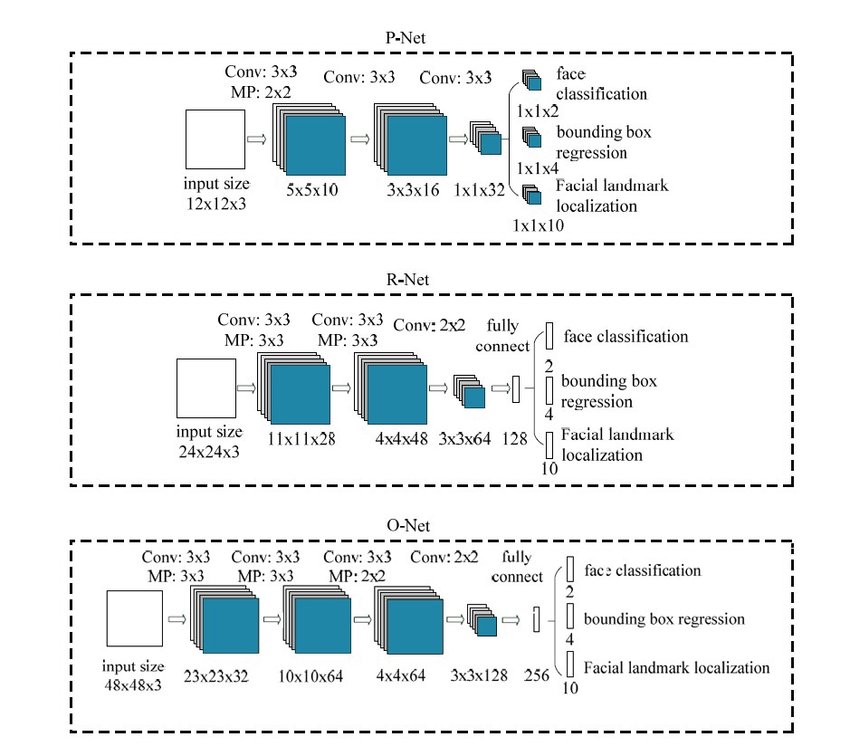 P-Net
Conv: 3x3 Conv: 3x3 Conv: 3x3
MP: 2x2
face
classification
1x1x2
bounding box
regression
1x1x4
Facial landmark
localization
1x1x10
input size
12x12x3
5x5x10 3x3x16 1x1x32
R-Net
Conv: 3x3 Conv: 3x3 Conv: 2x2 fully
MP: 3x3 MP: 3x3 connect
face classification
2
bounding box
regression
4
Facial landmark
localization
10
input size
24x24x3
11x11x28 4x4x48 3x3x64 128
O-Net
Conv: 3x3 Conv: 3x3 Conv: 3x3 Conv: 2x2 fully
MP: 3x3 MP: 3x3 MP: 2x2 connect
face classification
2
bounding box regression
4
Facial landmark localization
10
input size
48x48x3
23x23x32 10x10x64 4x4x64 3x3x128 256